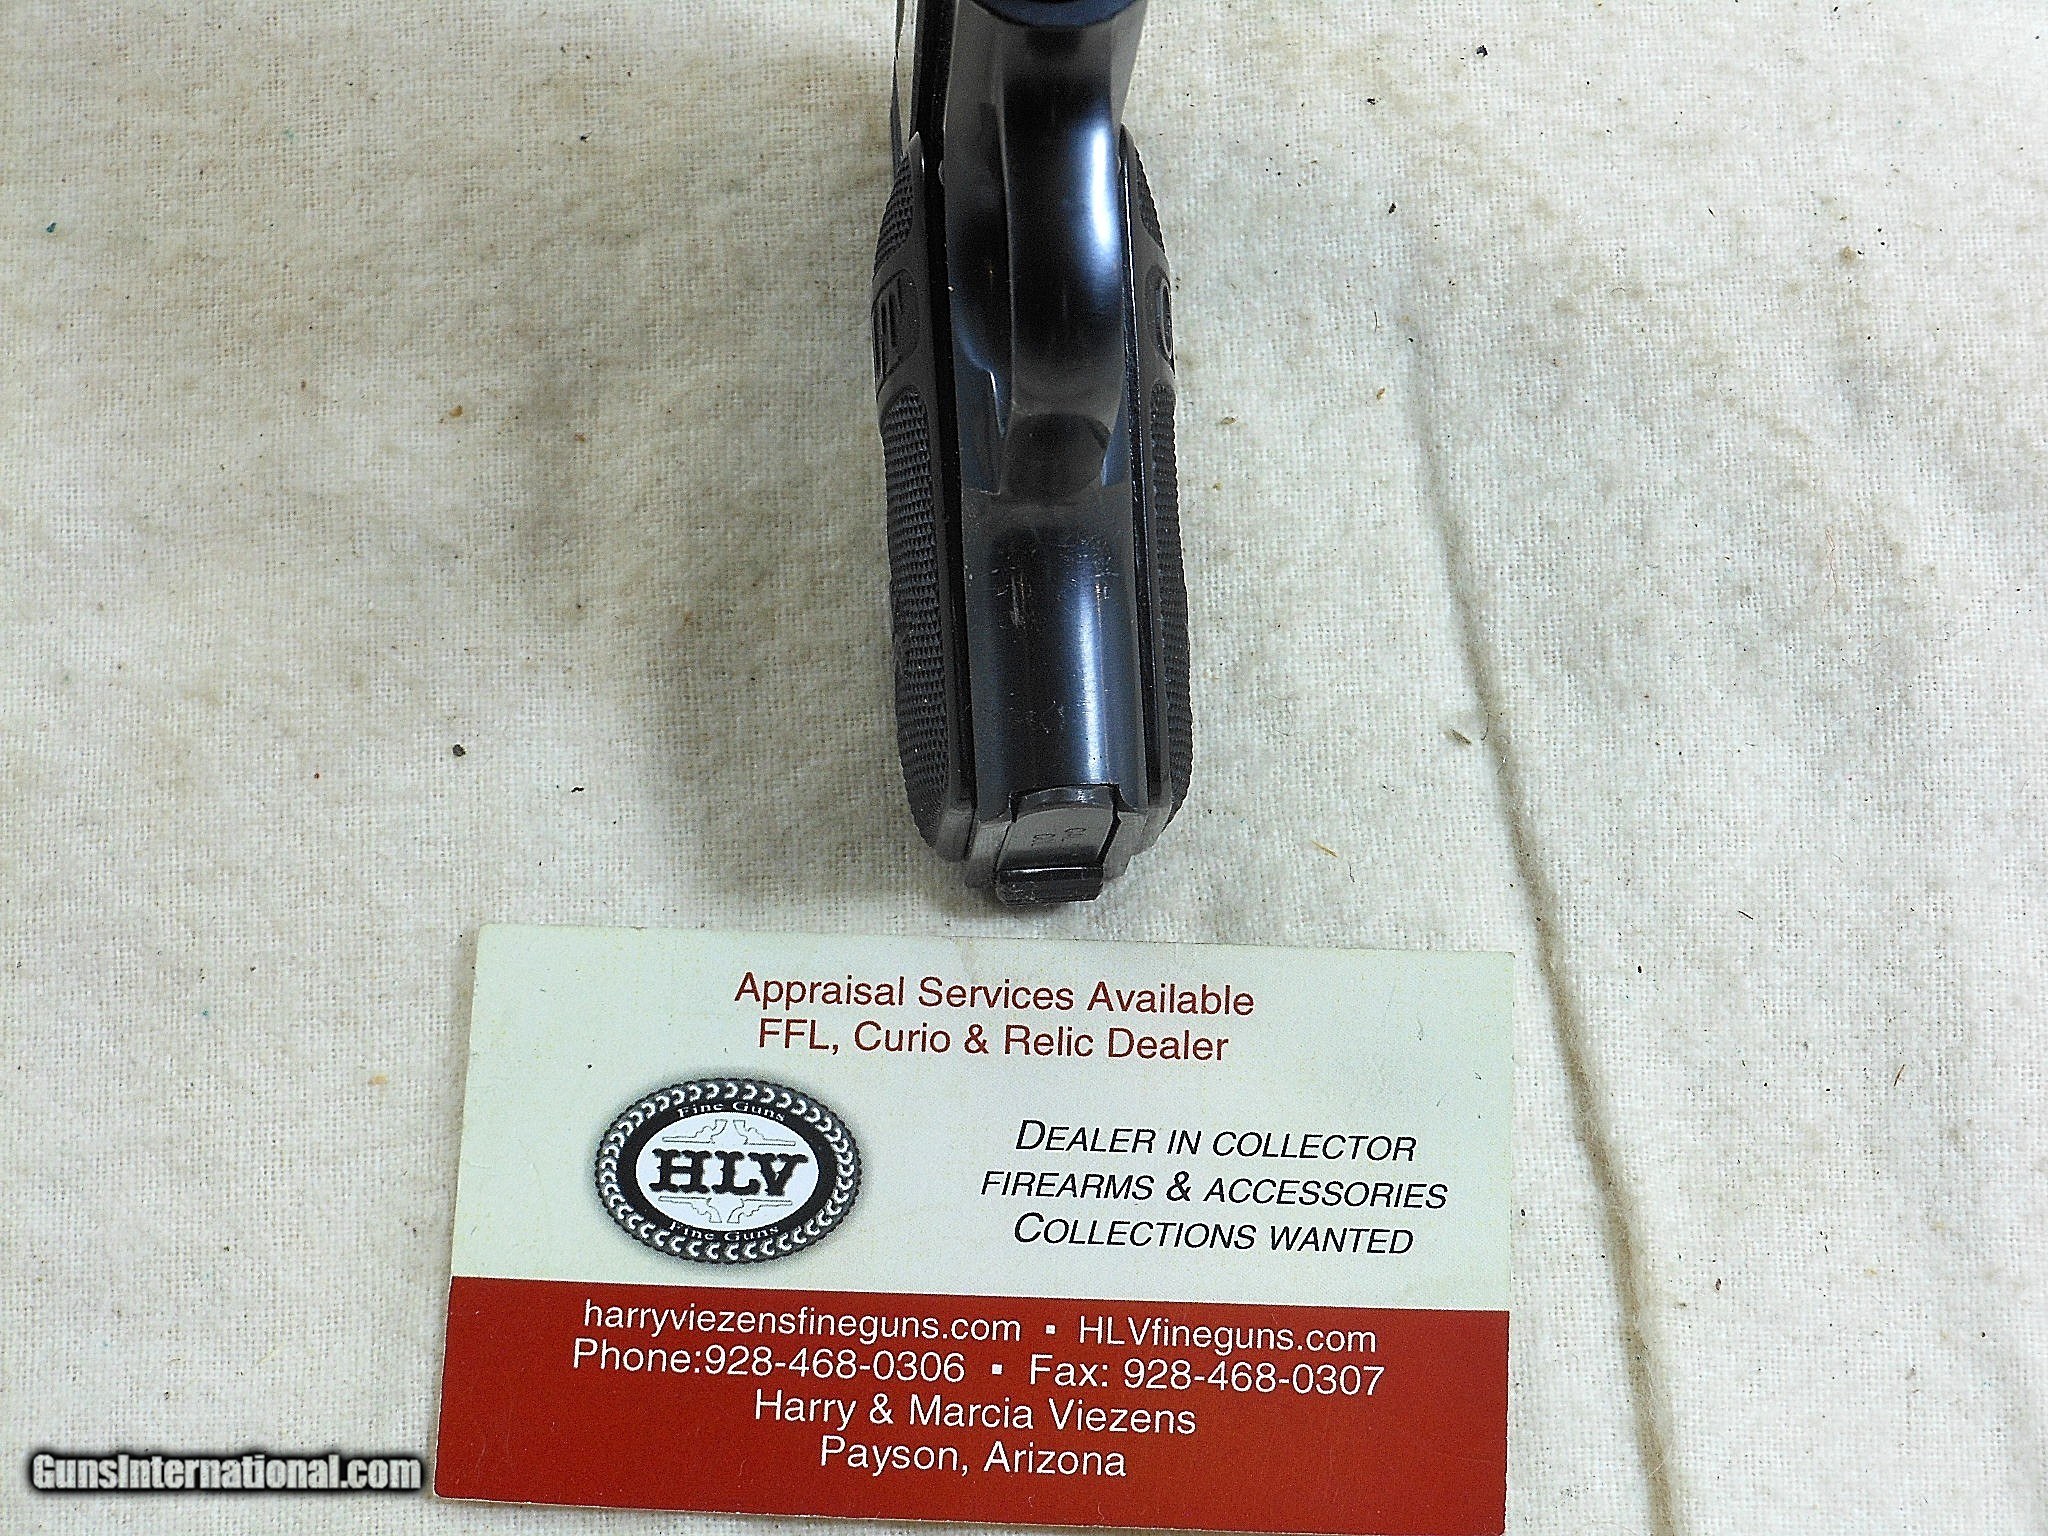 Appraisal Services Available
FFL, Curio & Relic Dealer
Fine Guns
HLV
Fine Guns
DEALER IN COLLECTOR
FIREARMS & ACCESSORIES
COLLECTIONS WANTED
harryviezensfineguns.com ▪ HLVfineguns.com
Phone:928-468-0306 ▪ Fax: 928-468-0307
Harry & Marcia Viezens
Payson, Arizona
GunsInternational.com